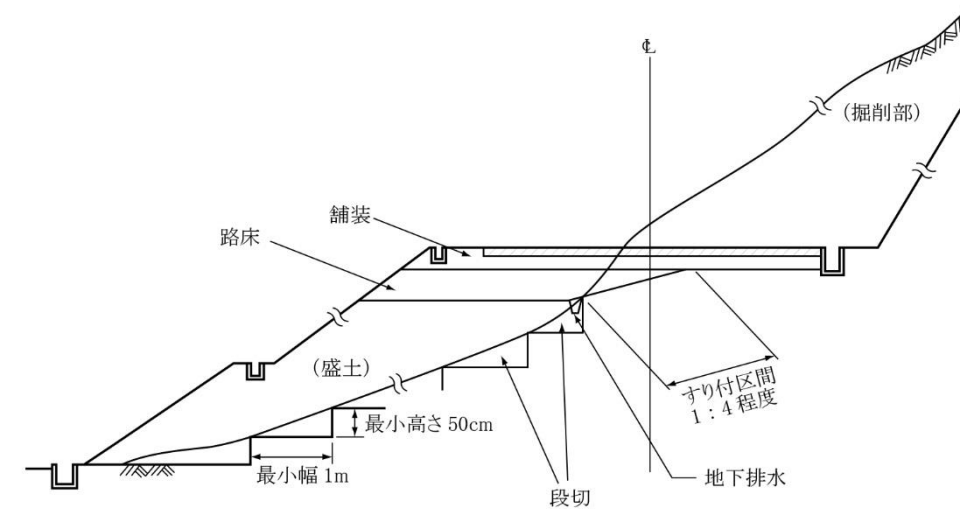 ℄
(掘削部)
舗装
路床
(盛土)
すり付区間
1：4 程度
最小高さ 50cm
最小幅 1m
地下排水
段切